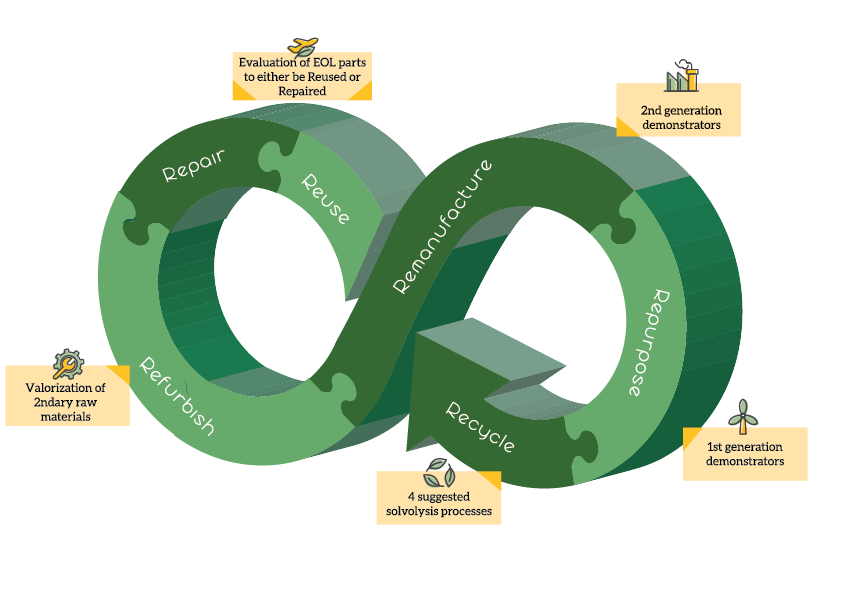 Evaluation of EOL parts
to either be Reused or
Repaired
2nd generation
demonstrators
Repair
Reuse
Remanufacture
Repurpose
Refurbish
Recycle
Valorization of
2ndary raw
materials
1st generation
demonstrators
4 suggested
solvolysis processes